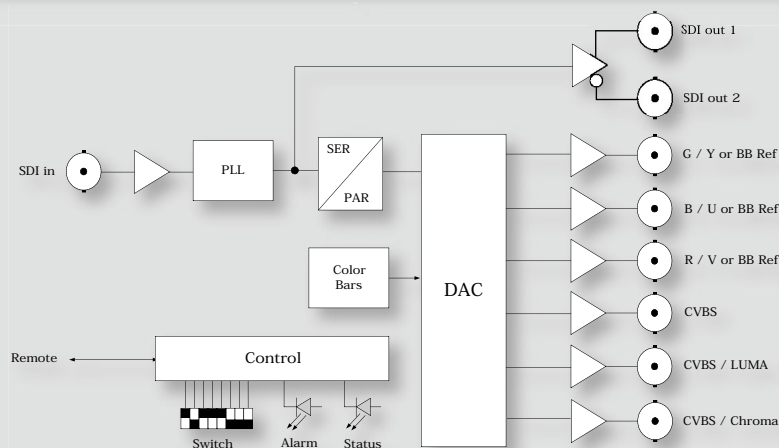 SDI out 1
SDI out 2
SDI in
PLL
SER
PAR
G / Y or BB Ref
B / U or BB Ref
R / V or BB Ref
Color
Bars
DAC
CVBS
Remote
Control
CVBS / LUMA
CVBS / Chroma
Switch
Alarm
Status